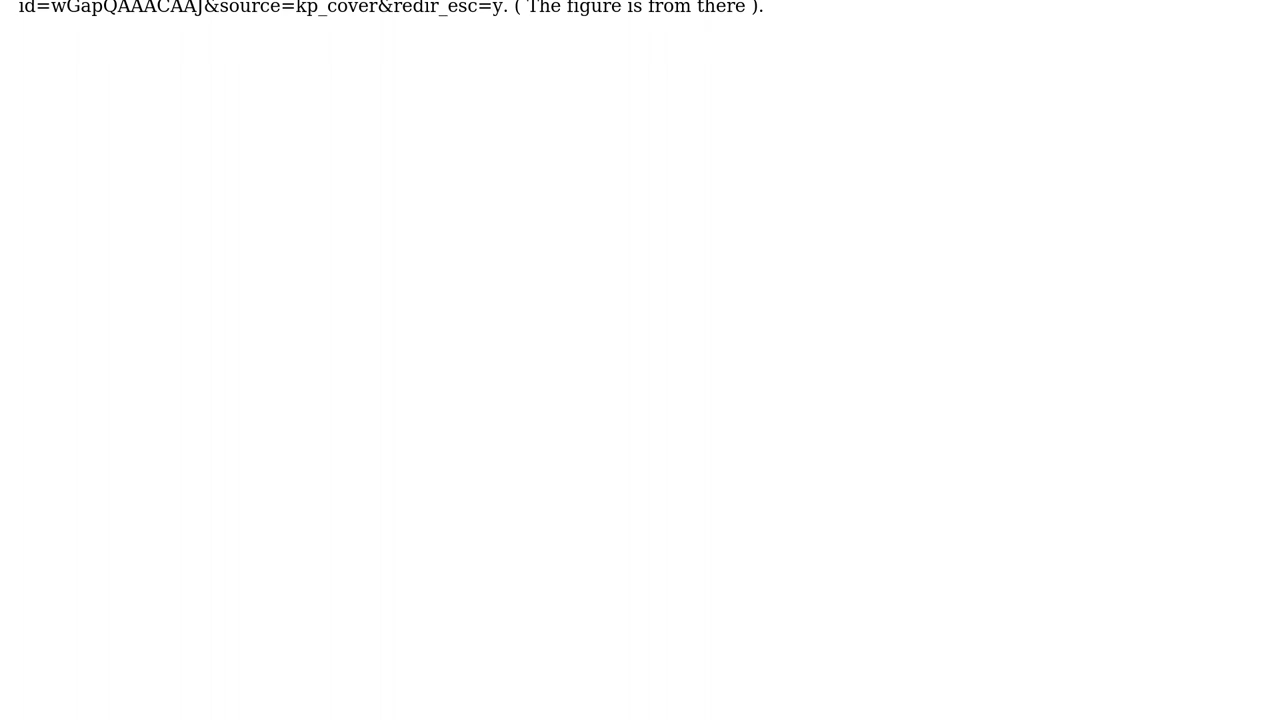 id=wGapQAAACAAJ&source=kp_cover&redir_esc=y. ( The figure is from there ).